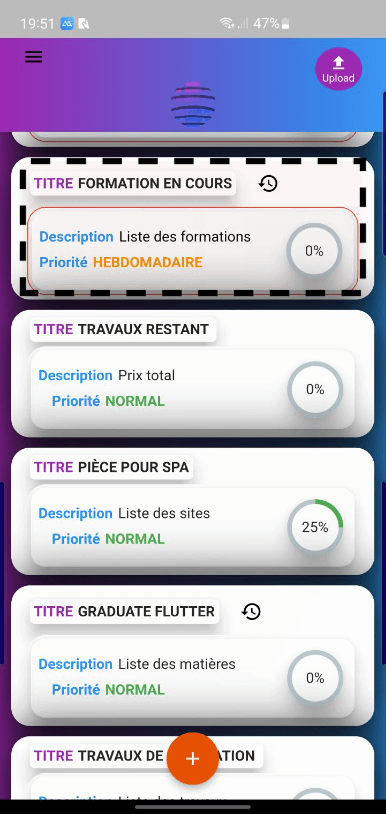 19:51
47%
Upload
TITRE FORMATION EN COURS
Description Liste des formations
Priorité HEBDOMADAIRE
0%
TITRE TRAVAUX RESTANT
Description Prix total
Priorité NORMAL
0%
TITRE PIÈCE POUR SPA
Description Liste des sites
Priorité NORMAL
25%
TITRE GRADUATE FLUTTER
Description Liste des matières
Priorité NORMAL
0%
TITRE TRAVAUX DE
ATION
+